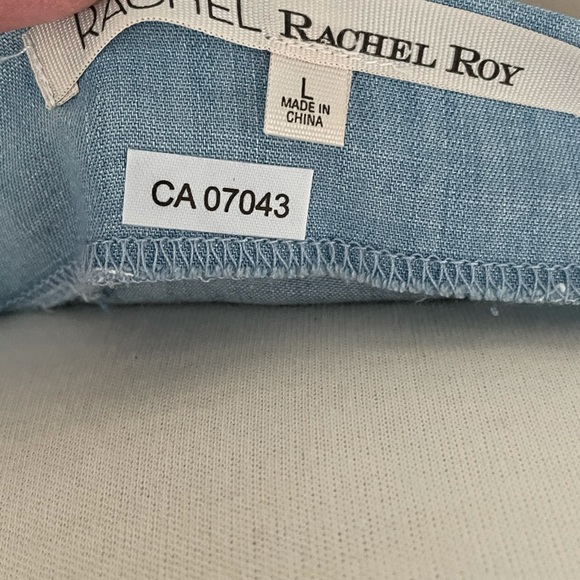 RACHEL RACHEL ROY
L
MADE IN
CHINA
CA 07043